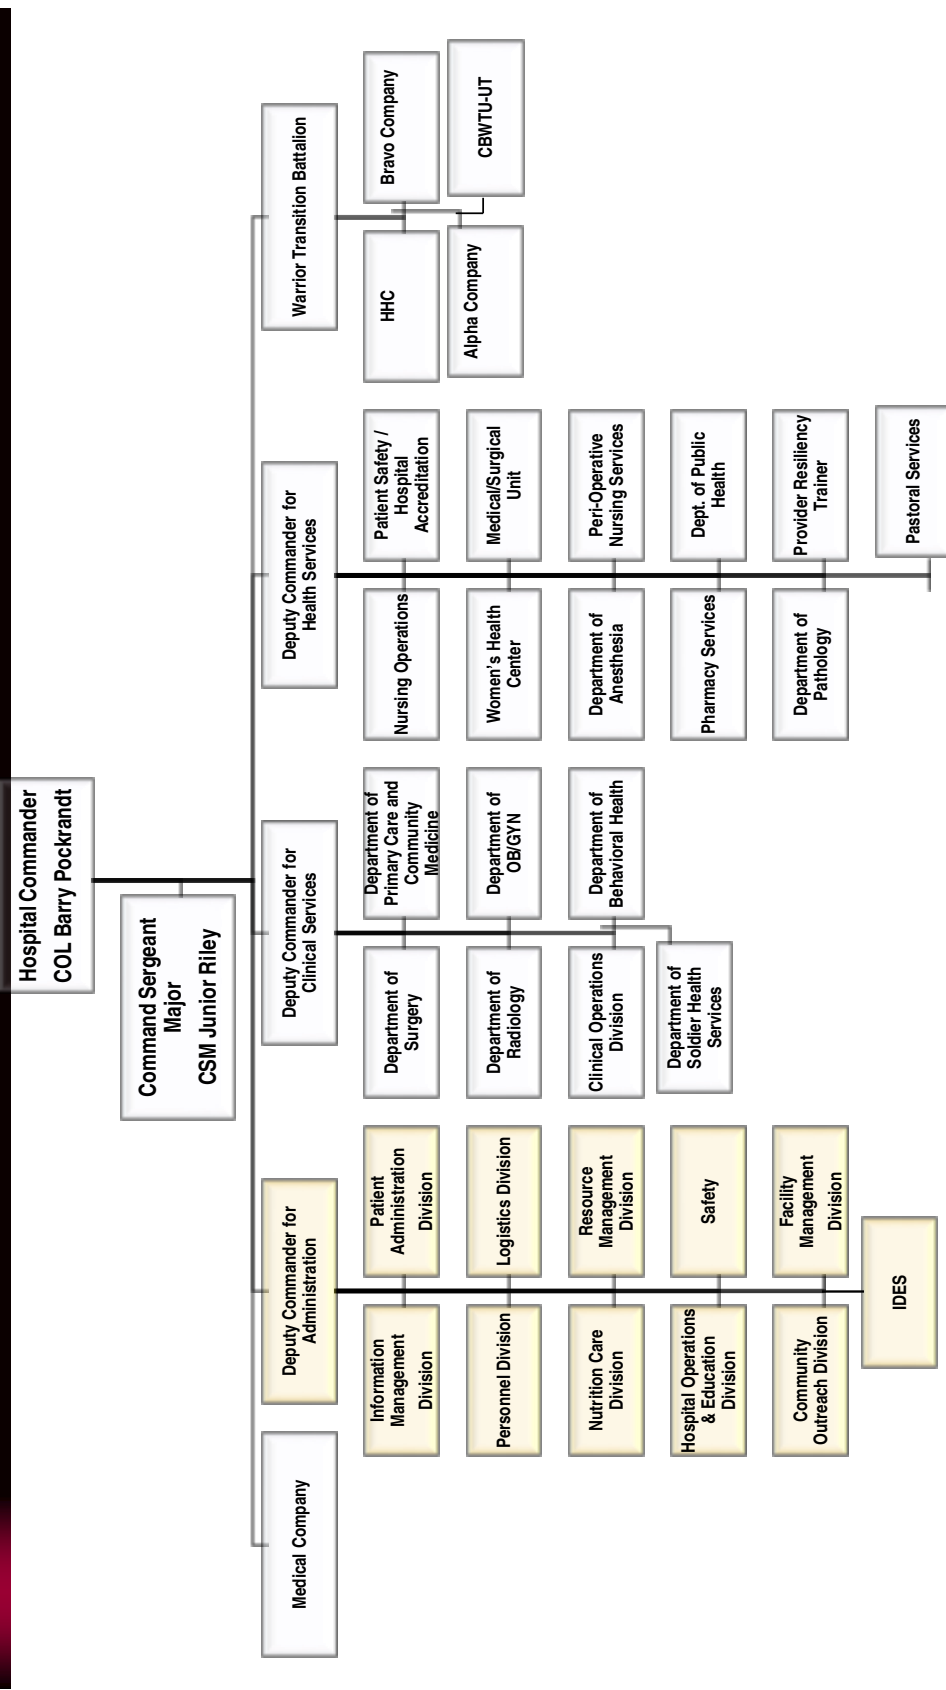 Hospital Commander
COL Barry Pockrandt
Command Sergeant
Major
CSM Junior Riley
Medical Company
Deputy Commander for
Administration
Deputy Commander for
Clinical Services
Deputy Commander for
Health Services
Warrior Transition Battalion
Information
Management
Division
Patient
Administration
Division
Personnel Division
Logistics Division
Nutrition Care
Division
Resource
Management
Division
Hospital Operations
& Education
Division
Safety
Community
Outreach Division
Facility
Management
Division
IDES
Department of
Surgery
Department of
Primary Care and
Community
Medicine
Department of
Radiology
Department of
OB/GYN
Clinical Operations
Division
Department of
Behavioral Health
Department of
Soldier Health
Services
Nursing Operations
Patient Safety /
Hospital
Accreditation
Women's Health
Center
Medical/Surgical
Unit
Department of
Anesthesia
Peri-Operative
Nursing Services
Pharmacy Services
Dept. of Public
Health
Department of
Pathology
Provider Resiliency
Trainer
Pastoral Services
HHC
Bravo Company
Alpha Company
CBWTU-UT